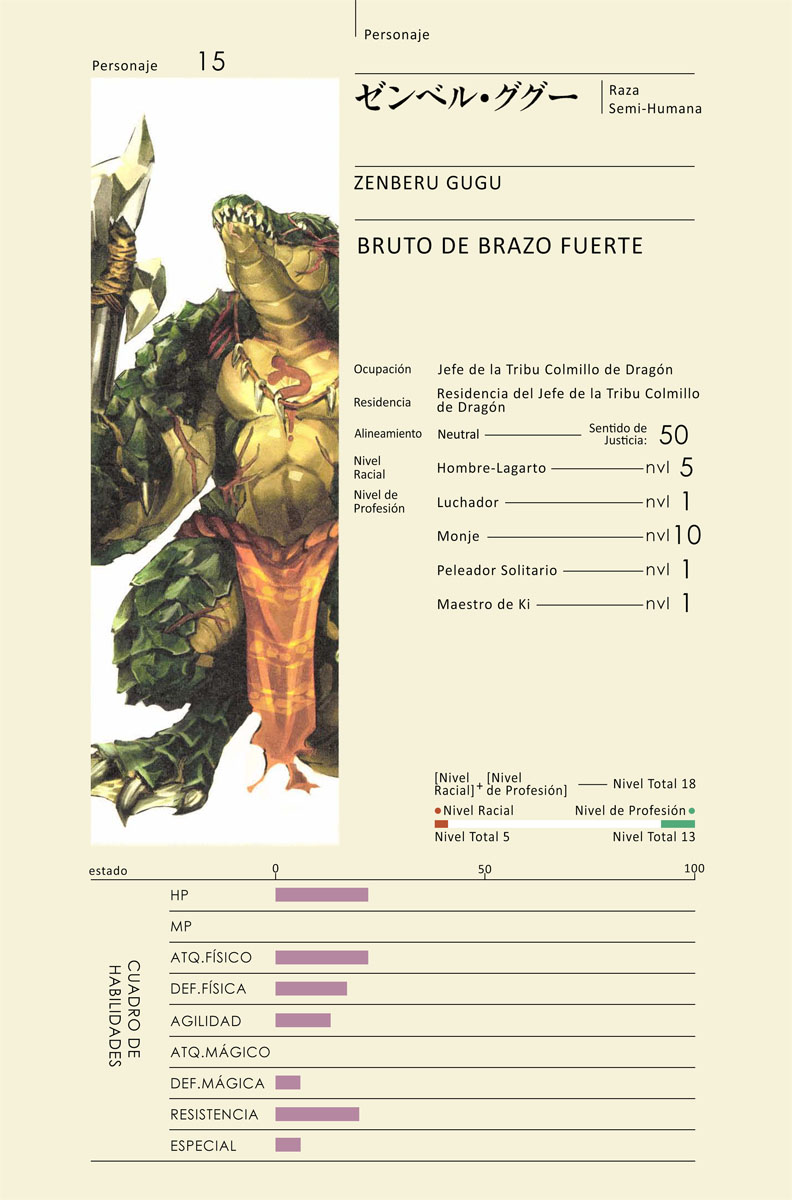 Personaje
Personaje 15
ゼンベル・ググー
Raza
Semi-Humana
ZENBERU GUGU
BRUTO DE BRAZO FUERTE
Ocupación Jefe de la Tribu Colmillo de Dragón
Residencia Residencia del Jefe de la Tribu Colmillo
de Dragón
Alineamiento Neutral Sentido de
Justicia: 50
Nivel
Racial Hombre-Lagarto nvl 5
Nivel de
Profesión Luchador nvl 1
Monje nvl 10
Peleador Solitario nvl 1
Maestro de Ki nvl 1
[Nivel
Racial] + [Nivel
de Profesión] Nivel Total 18
Nivel Racial Nivel de Profesión
Nivel Total 5 Nivel Total 13
estado 0 50 100
CUADRO DE
HABILIDADES
HP
MP
ATQ.FÍSICO
DEF.FÍSICA
AGILIDAD
ATQ.MÁGICO
DEF.MÁGICA
RESISTENCIA
ESPECIAL